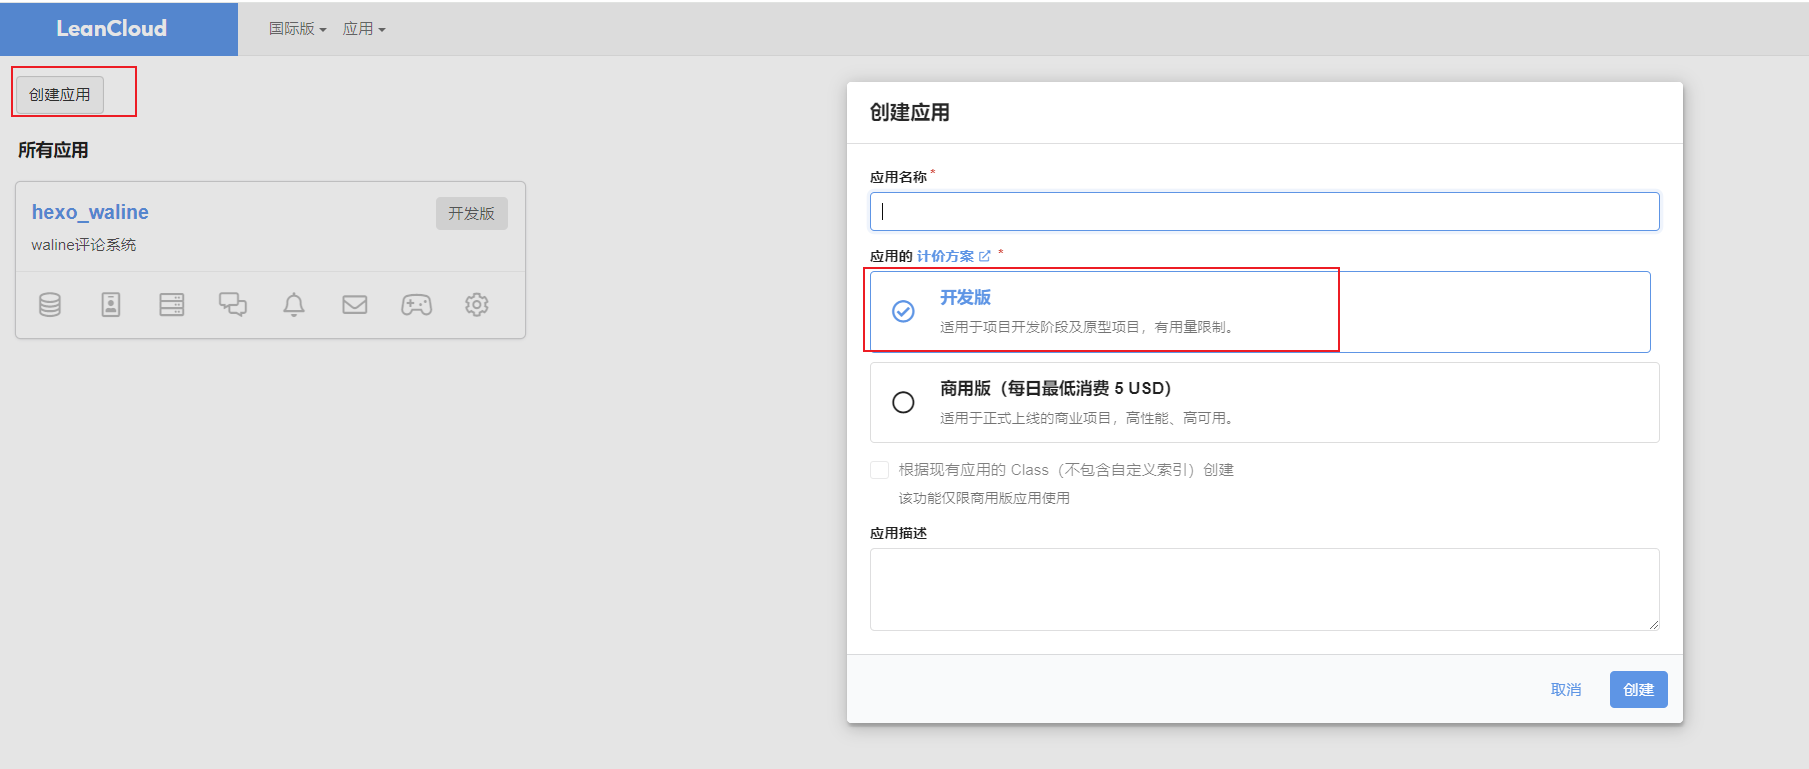 LeanCloud
国际版 应用
创建应用
所有应用
hexo_waline
开发版
waline评论系统
创建应用
应用名称*
应用的 计价方案 *
开发版
适用于项目开发阶段及原型项目，有用量限制。
商用版（每日最低消费 5 USD）
适用于正式上线的商业项目，高性能、高可用。
根据现有应用的 Class（不包含自定义索引）创建
该功能仅限商用版应用使用
应用描述
取消 创建